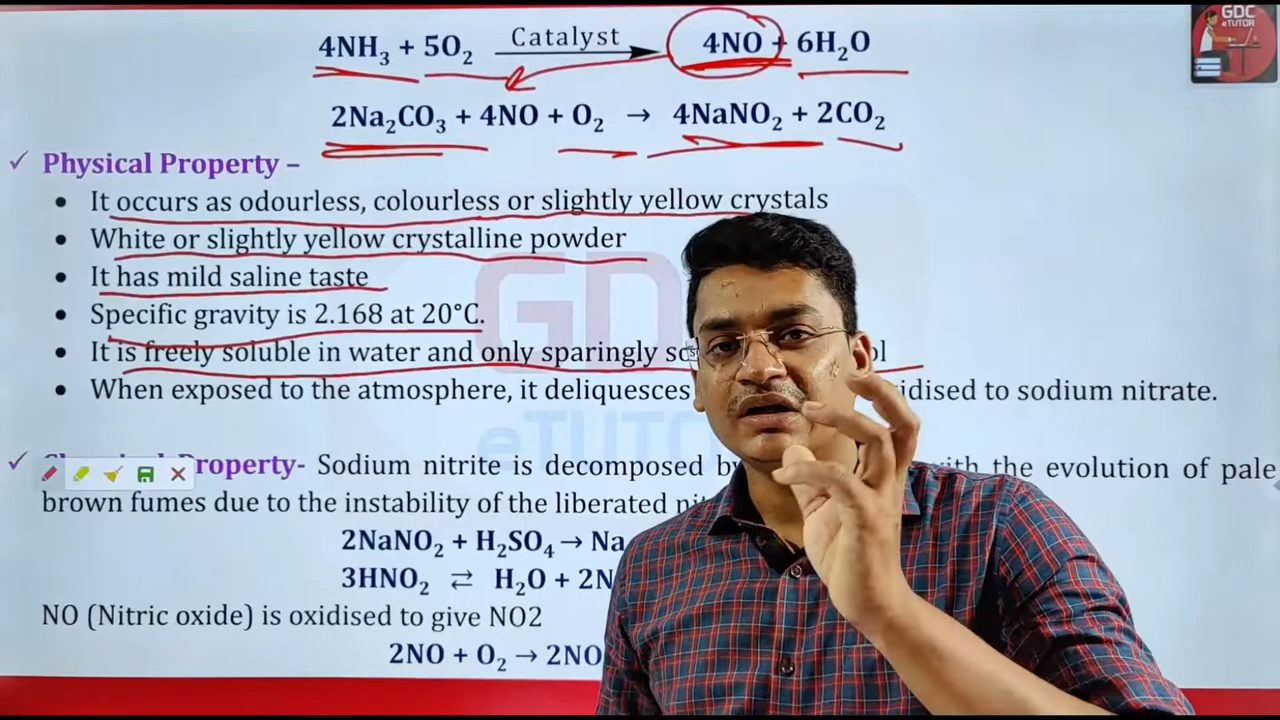 GDC
eTUTOR
4NH₃ + 5O₂ Catalyst 4NO + 6H₂O
2Na₂CO₃ + 4NO + O₂ → 4NaNO₂ + 2CO₂
✓ Physical Property –
• It occurs as odourless, colourless or slightly yellow crystals
• White or slightly yellow crystalline powder
• It has mild saline taste
• Specific gravity is 2.168 at 20°C.
• It is freely soluble in water and only sparingly
• When exposed to the atmosphere, it deliquesces to sodium nitrate.
✓ Property- Sodium nitrite is decomposed with the evolution of pale
brown fumes due to the instability of the liberated
2NaNO₂ + H₂SO₄ → Na
3HNO₂ ⇄ H₂O + 2N
NO (Nitric oxide) is oxidised to give NO2
2NO + O₂ → 2NO
GD
eTUTO